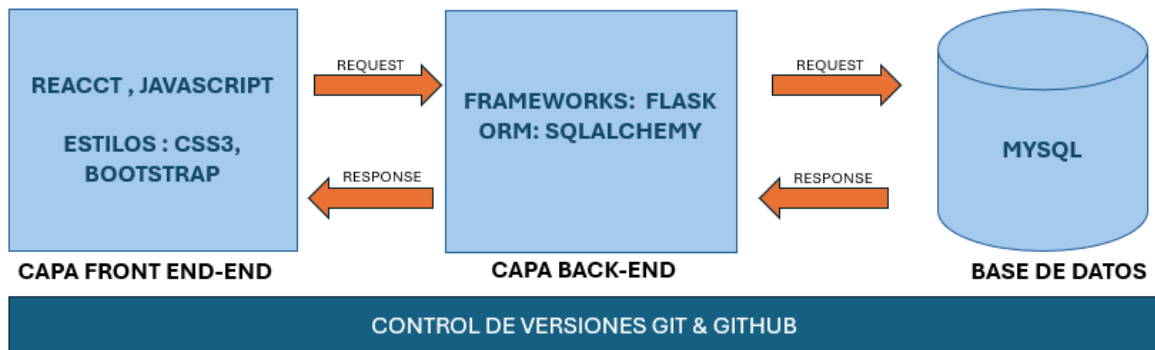 REACCT , JAVASCRIPT
ESTILOS : CSS3,
BOOTSTRAP
CAPA FRONT END-END
REQUEST
RESPONSE
FRAMEWORKS: FLASK
ORM: SQLALCHEMY
CAPA BACK-END
REQUEST
RESPONSE
MYSQL
BASE DE DATOS
CONTROL DE VERSIONES GIT & GITHUB